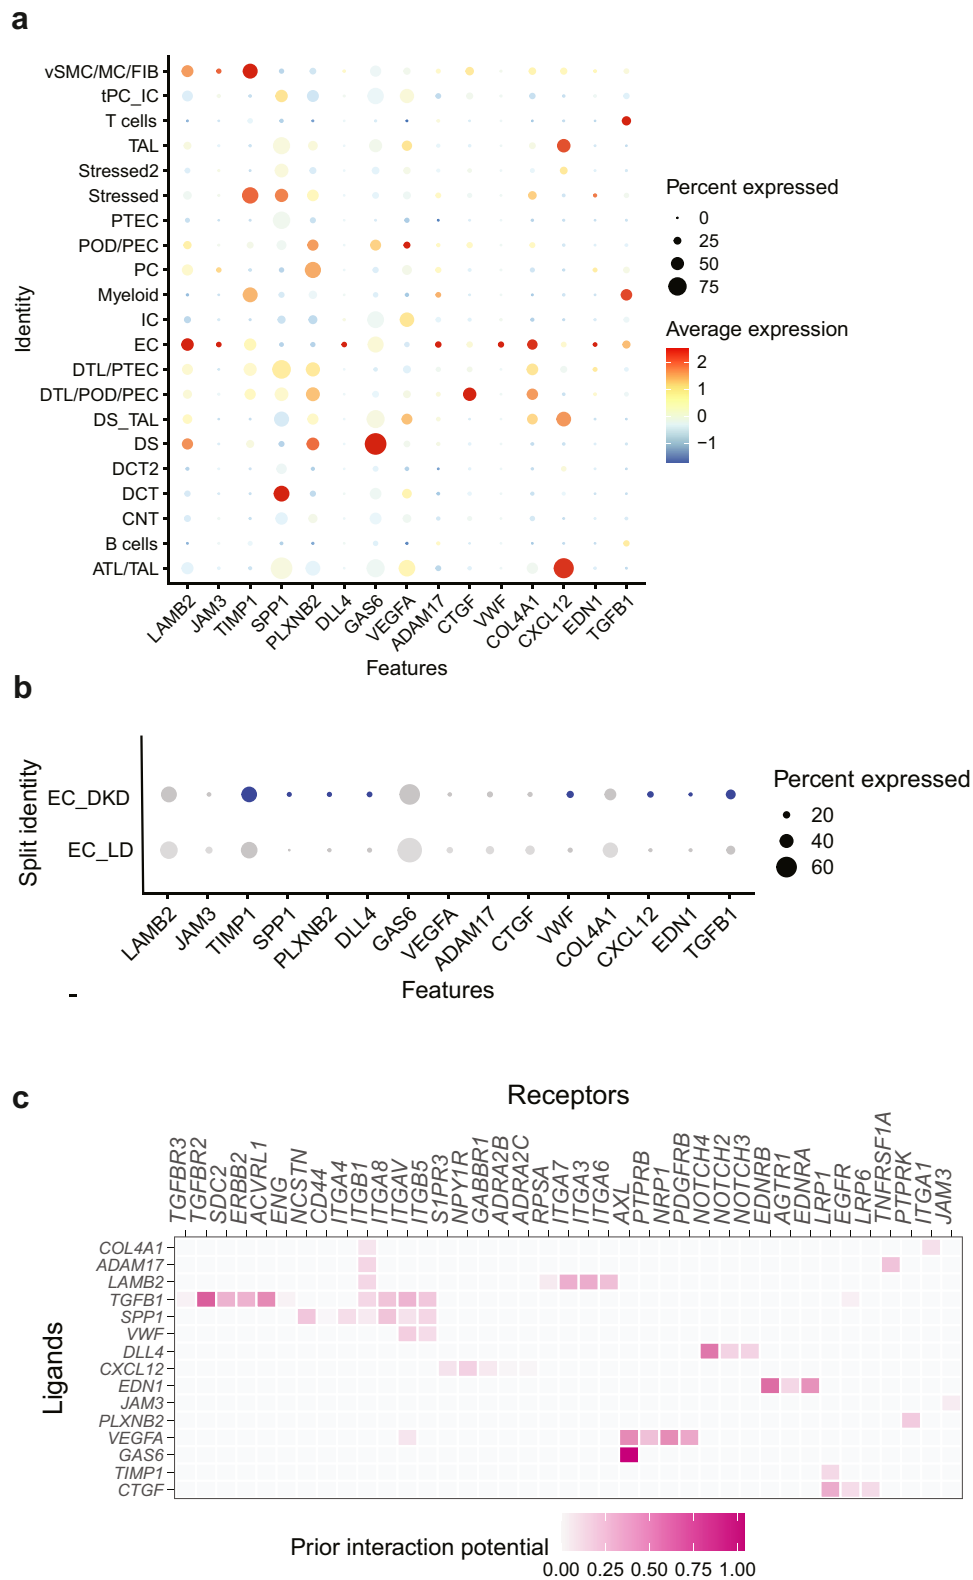 a
vSMC/MC/FIB
tPC_IC
T cells
TAL
Stressed2
Stressed
PTEC
POD/PEC
PC
Myeloid
IC
EC
DTL/PTEC
DTL/POD/PEC
DS_TAL
DS
DCT2
DCT
CNT
B cells
ATL/TAL
Identity
LAMB2
JAM3
TIMP1
SPP1
PLXNB2
DLL4
GAS6
VEGFA
ADAM17
CTGF
VWF
COL4A1
CXCL12
EDN1
TGFB1
Features
Percent expressed
0
25
50
75
Average expression
2
1
0
−1
b
Split identity
EC_DKD
EC_LD
LAMB2
JAM3
TIMP1
SPP1
PLXNB2
DLL4
GAS6
VEGFA
ADAM17
CTGF
VWF
COL4A1
CXCL12
EDN1
TGFB1
Features
Percent expressed
20
40
60
c
Receptors
TGFBR3
TGFBR2
SDC2
ERBB2
ACVRL1
ENG
NCSTN
CD44
ITGA4
ITGB1
ITGA8
ITGAV
ITGB5
S1PR3
NPY1R
GABBR1
ADRA2B
ADRA2C
RPSA
ITGA7
ITGA3
ITGA6
AXL
PTPRB
NRP1
PDGFRB
NOTCH4
NOTCH2
NOTCH3
EDNRB
AGTR1
EDNRA
LRP1
EGFR
LRP6
TNFRSF1A
PTPRK
ITGA1
JAM3
Ligands
COL4A1
ADAM17
LAMB2
TGFB1
SPP1
VWF
DLL4
CXCL12
EDN1
JAM3
PLXNB2
VEGFA
GAS6
TIMP1
CTGF
Prior interaction potential
0.00 0.25 0.50 0.75 1.00